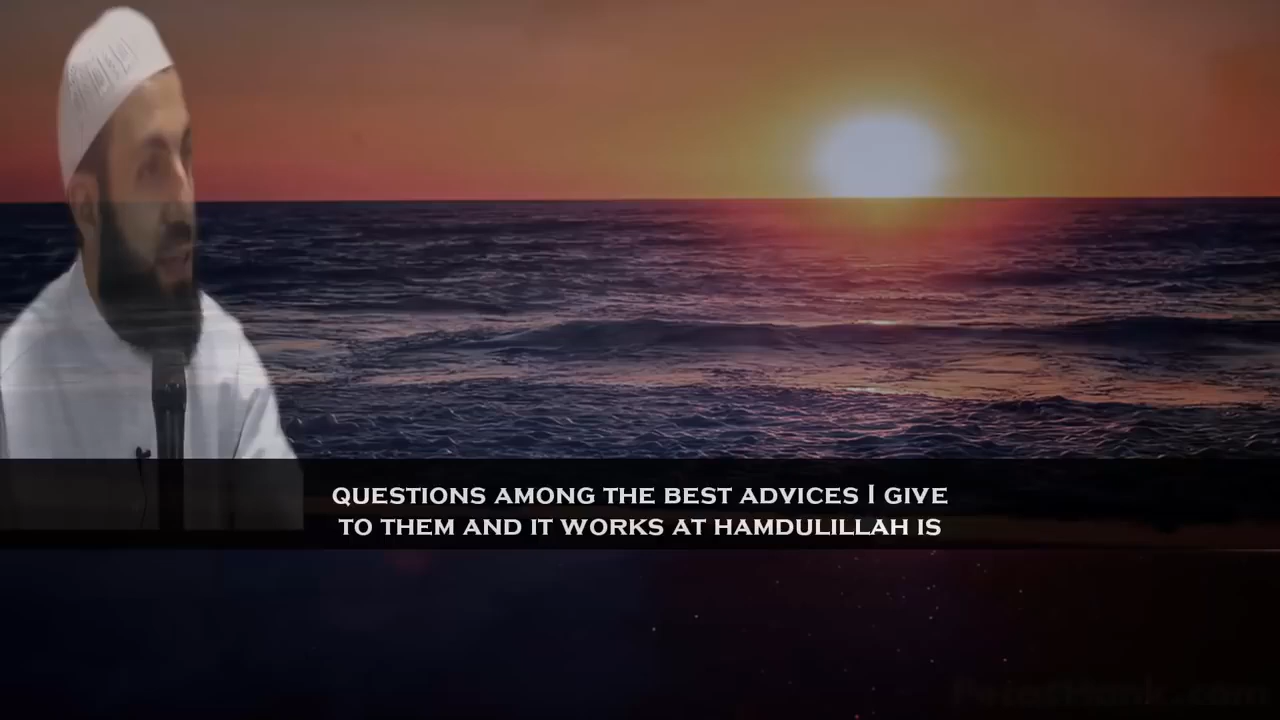 QUESTIONS AMONG THE BEST ADVICES I GIVE
TO THEM AND IT WORKS AT HAMDULILLAH IS